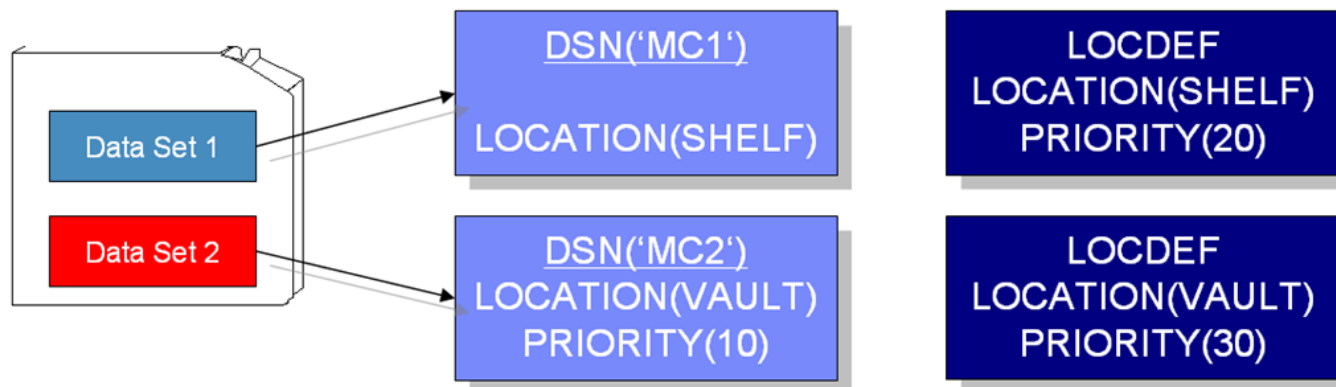 Data Set 1
Data Set 2
DSN(‘MC1‘)
LOCATION(SHELF)
DSN(‘MC2‘)
LOCATION(VAULT)
PRIORITY(10)
LOCDEF
LOCATION(SHELF)
PRIORITY(20)
LOCDEF
LOCATION(VAULT)
PRIORITY(30)